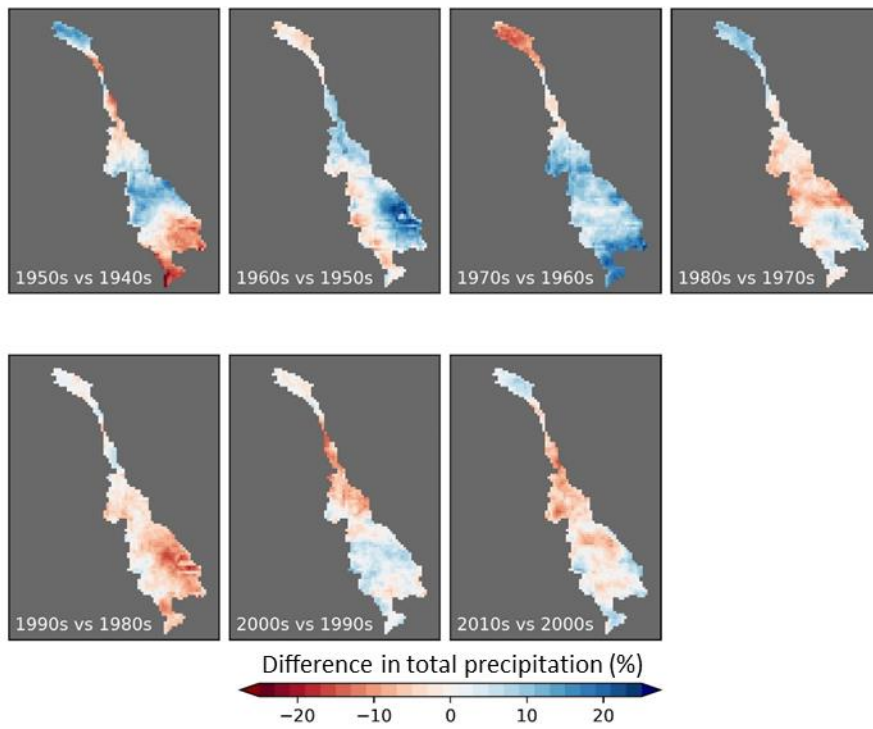 1950s vs 1940s
1960s vs 1950s
1970s vs 1960s
1980s vs 1970s
1990s vs 1980s
2000s vs 1990s
2010s vs 2000s
Difference in total precipitation (%)
−20 −10 0 10 20